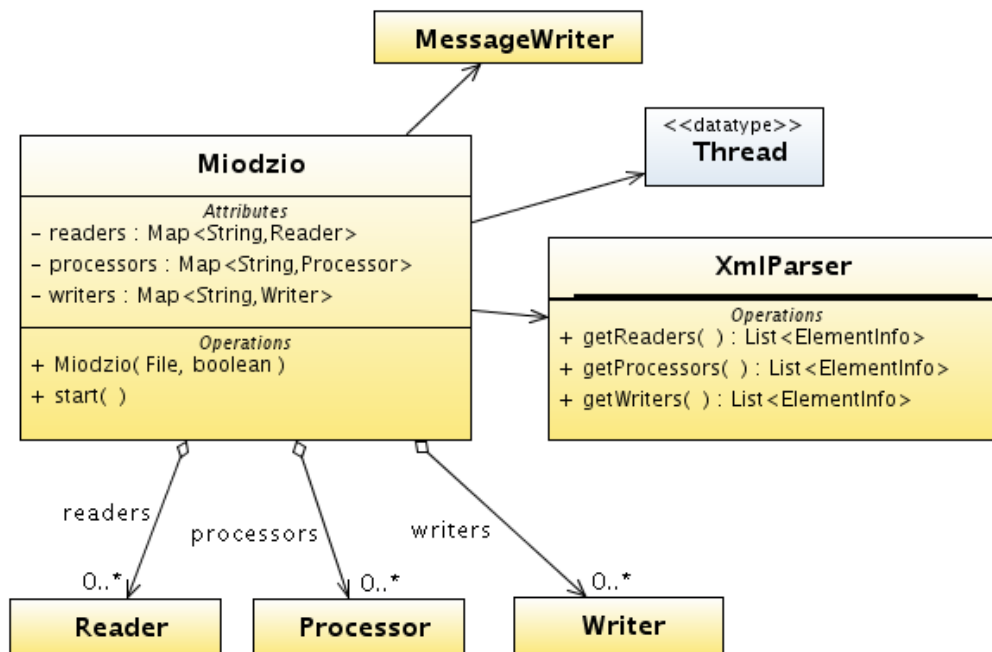 MessageWriter
<<datatype>>
Thread
Miodzio
Attributes
- readers : Map<String,Reader>
- processors : Map<String,Processor>
- writers : Map<String,Writer>
Operations
+ Miodzio( File, boolean )
+ start( )
XmlParser
Operations
+ getReaders( ) : List<ElementInfo>
+ getProcessors( ) : List<ElementInfo>
+ getWriters( ) : List<ElementInfo>
readers
processors
writers
0..*
0..*
0..*
Reader
Processor
Writer